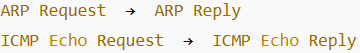 ARP Request → ARP Reply
ICMP Echo Request → ICMP Echo Reply